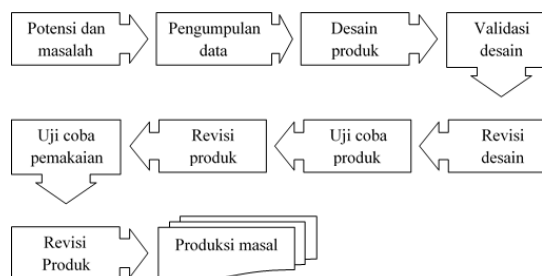 Potensi dan
masalah
Pengumpulan
data
Desain
produk
Validasi
desain
Revisi
desain
Uji coba
produk
Revisi
produk
Uji coba
pemakaian
Revisi
Produk
Produksi masal